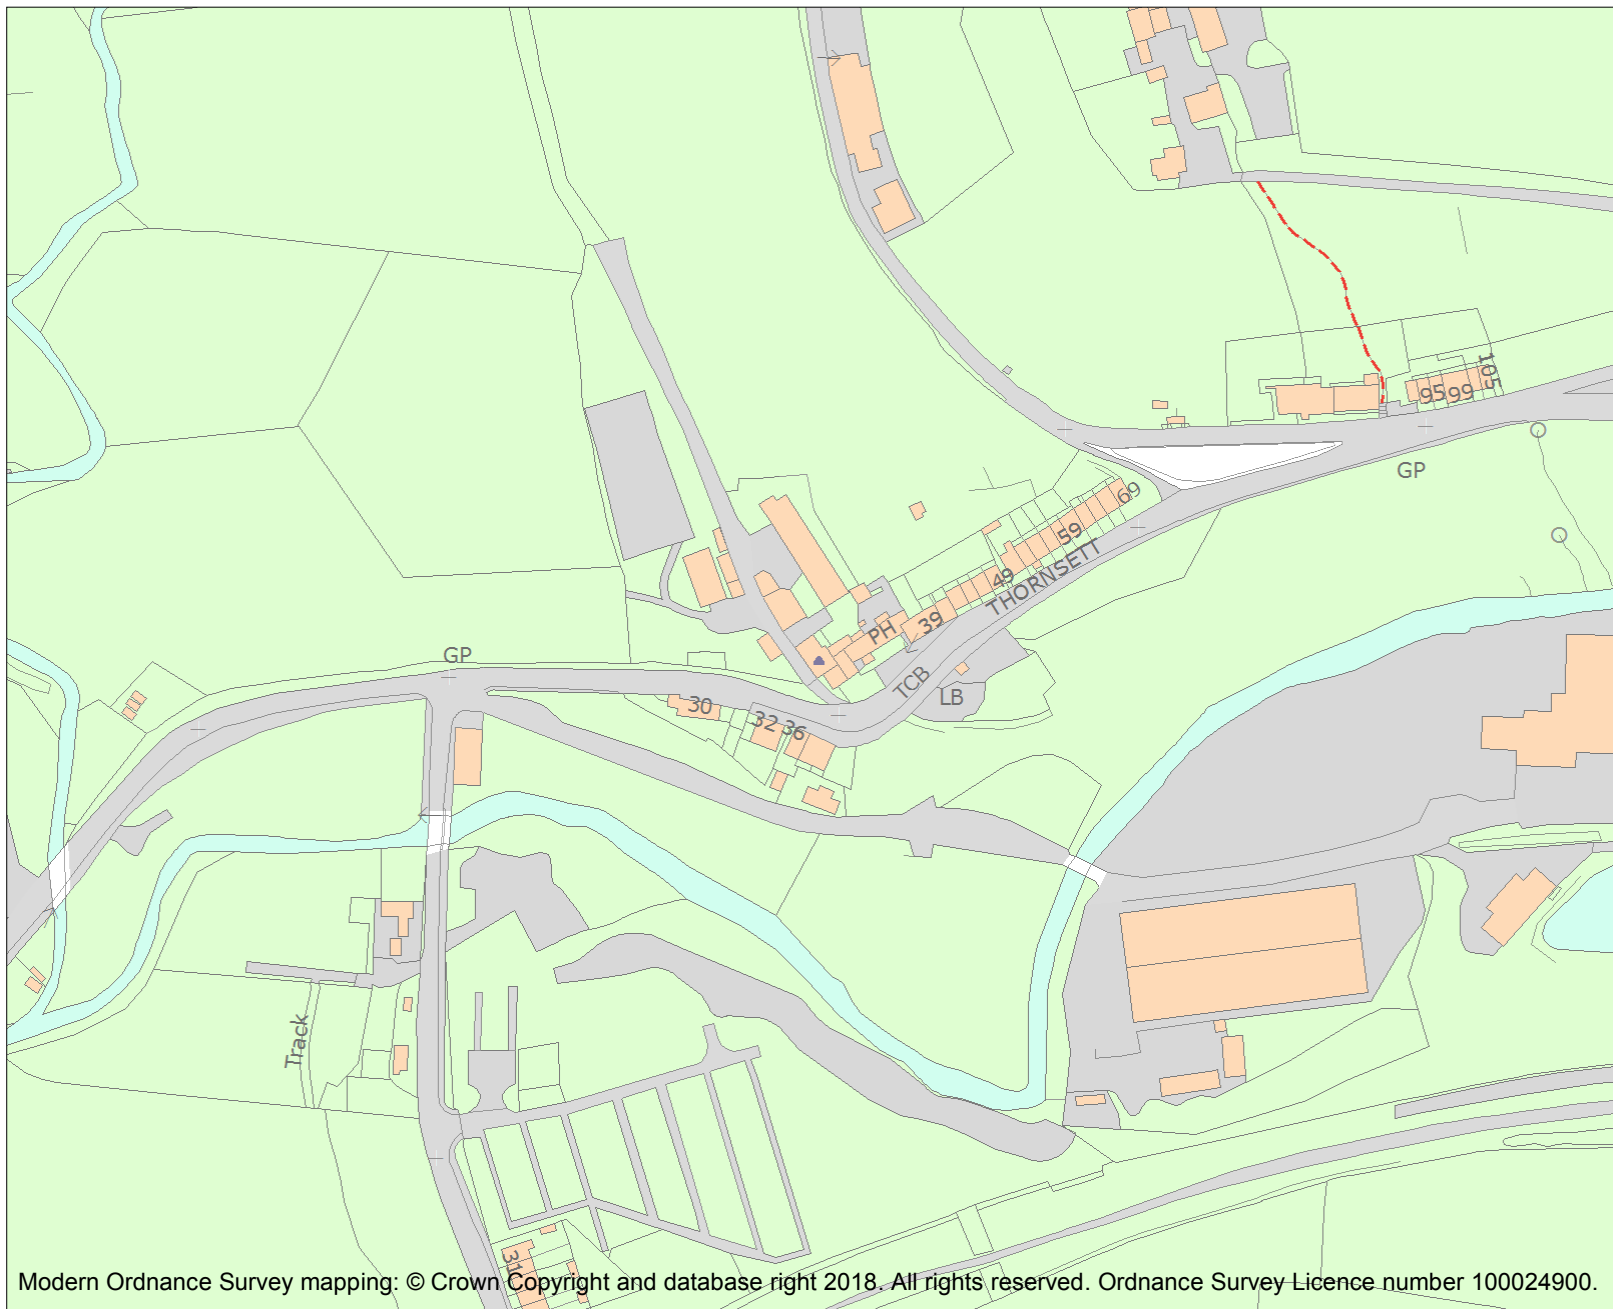 105
95
99
GP
69
59
THORNSETT
49
39
PH
GP
TCB
LB
30
32
36
Track
31
Modern Ordnance Survey mapping: © Crown Copyright and database right 2018. All rights reserved. Ordnance Survey Licence number 100024900.